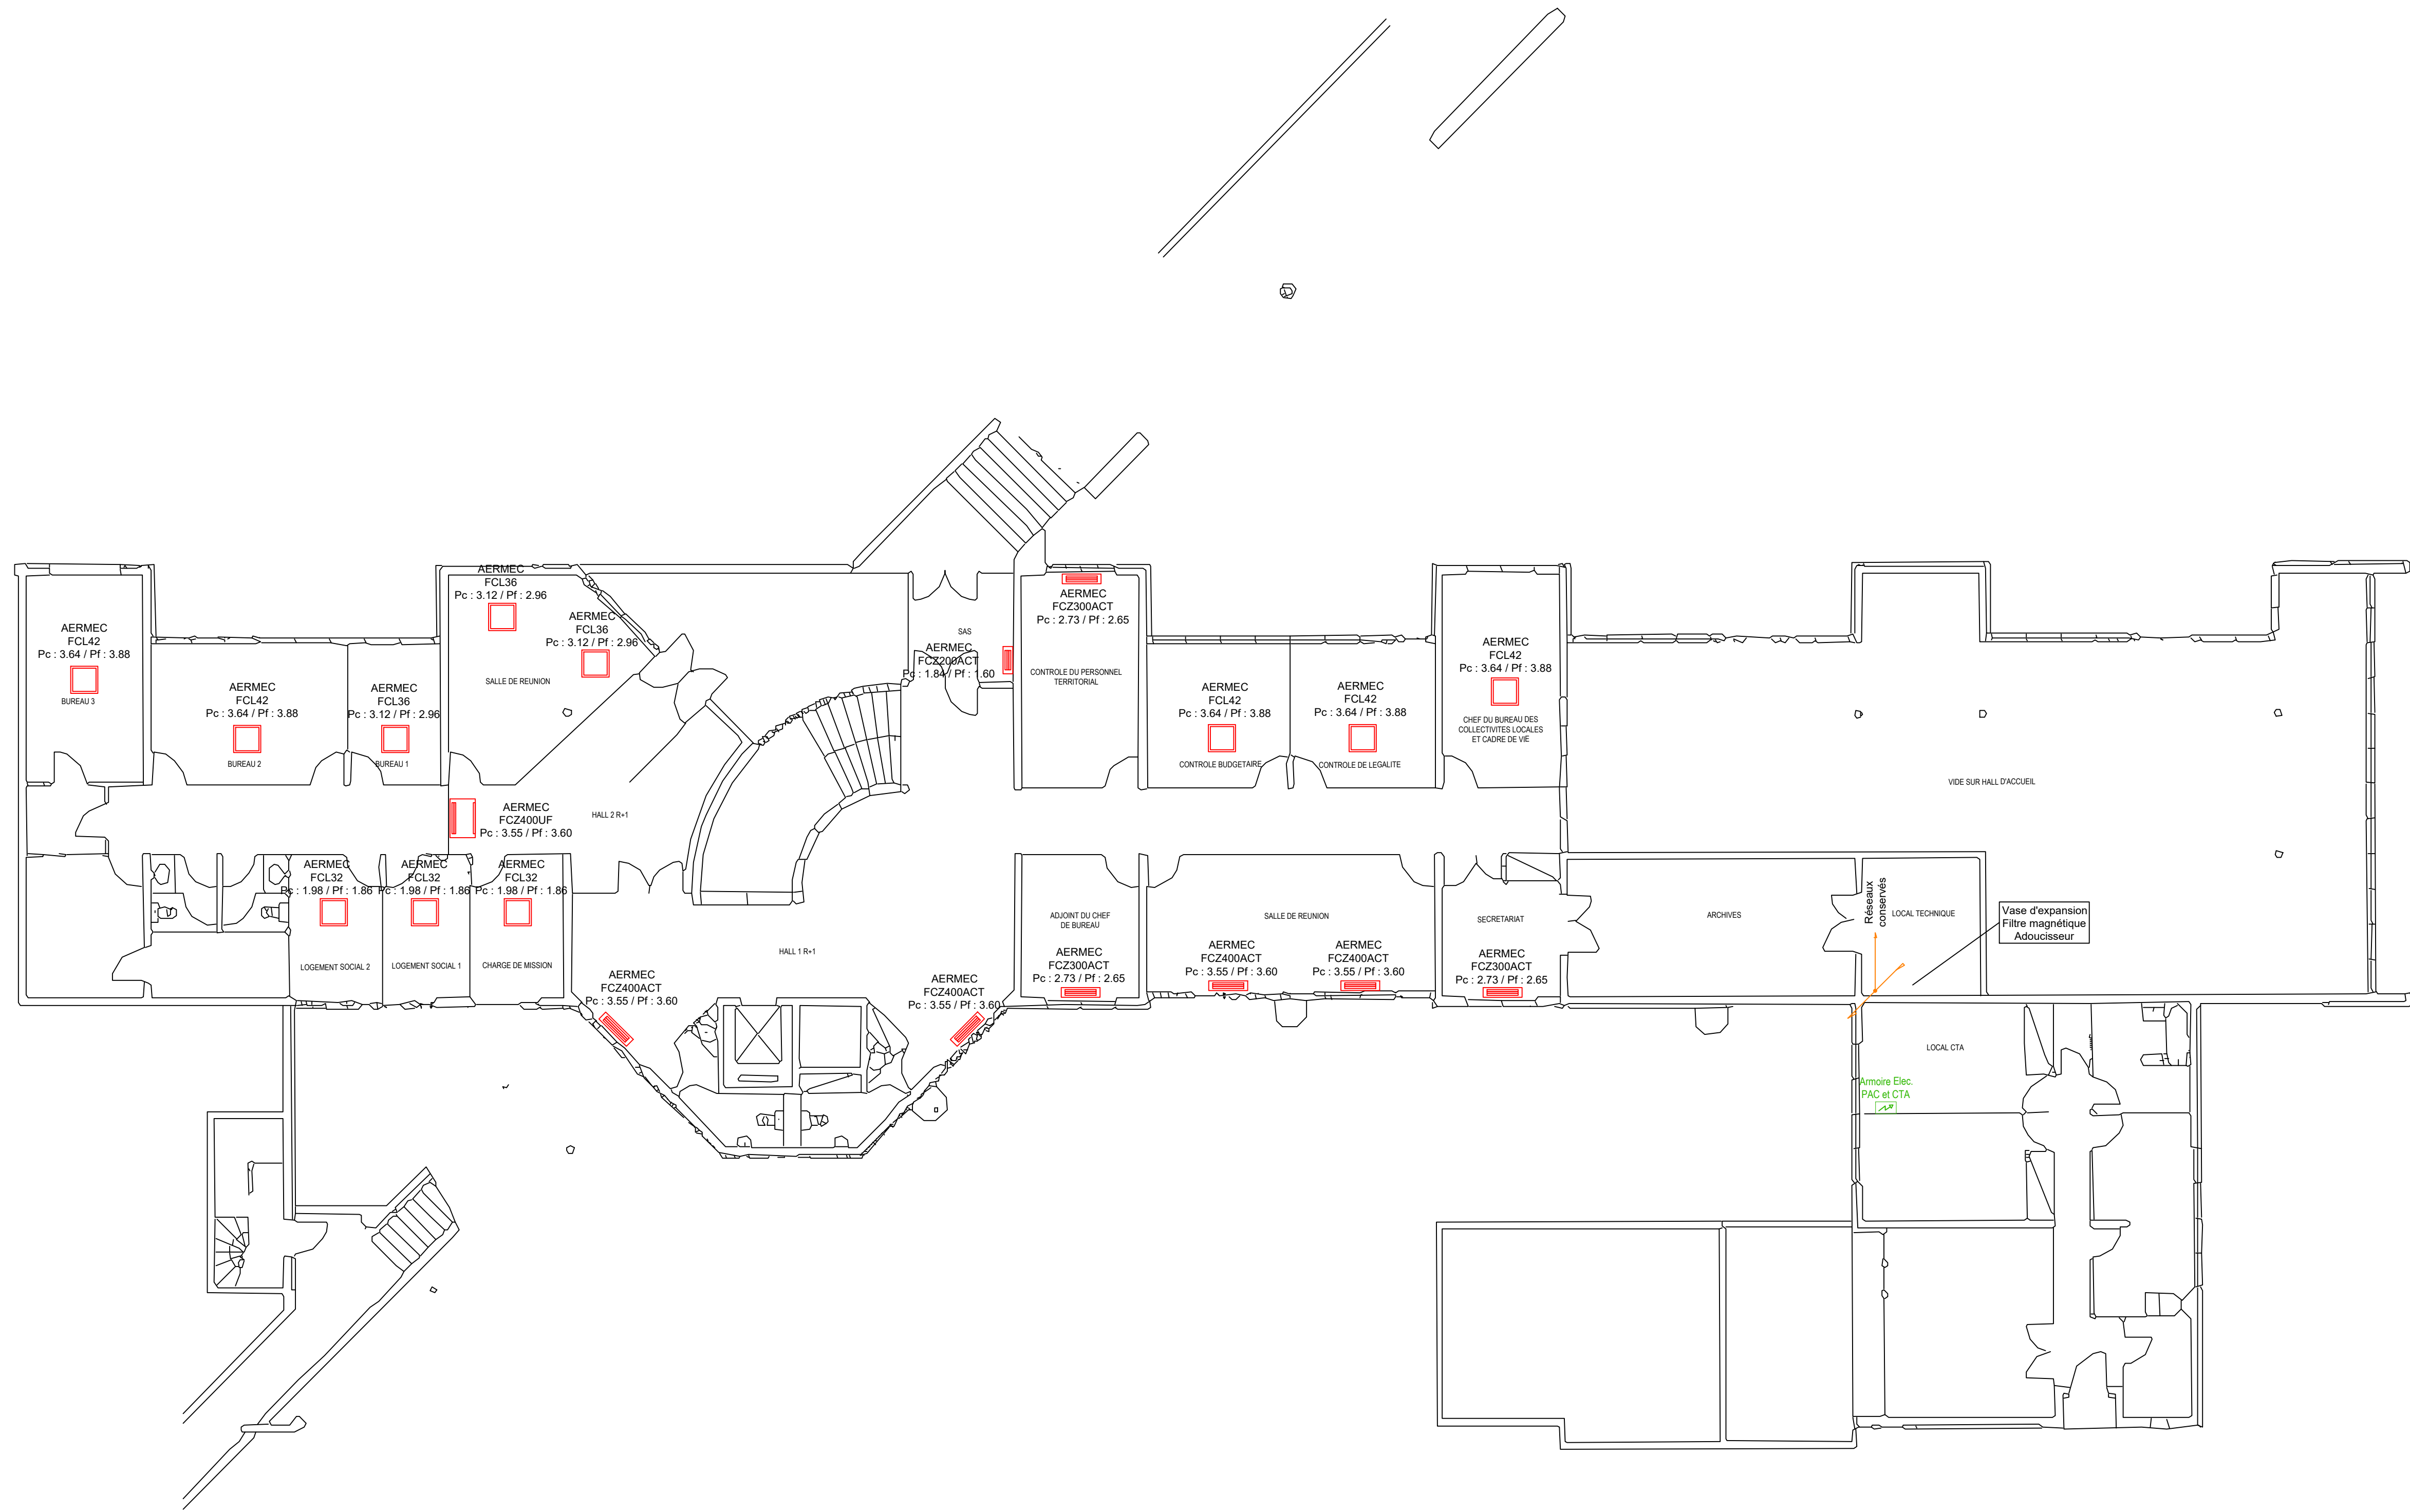 AERMEC
FCL42
Pc : 3.64 / Pf : 3.88
BUREAU 3
AERMEC
FCL42
Pc : 3.64 / Pf : 3.88
BUREAU 2
AERMEC
FCL36
Pc : 3.12 / Pf : 2.96
BUREAU 1
AERMEC
FCL36
Pc : 3.12 / Pf : 2.96
AERMEC
FCL36
Pc : 3.12 / Pf : 2.96
SALLE DE REUNION
AERMEC
FCZ400UF
Pc : 3.55 / Pf : 3.60
HALL 2 R+1
SAS
AERMEC
FCZ200ACT
Pc : 1.84 / Pf : 1.60
AERMEC
FCZ300ACT
Pc : 2.73 / Pf : 2.65
CONTROLE DU PERSONNEL
TERRITORIAL
AERMEC
FCL42
Pc : 3.64 / Pf : 3.88
CONTROLE BUDGETAIRE
AERMEC
FCL42
Pc : 3.64 / Pf : 3.88
CONTROLE DE LEGALITE
AERMEC
FCL42
Pc : 3.64 / Pf : 3.88
CHEF DU BUREAU DES
COLLECTIVITES LOCALES
ET CADRE DE VIE
VIDE SUR HALL D'ACCUEIL
AERMEC
FCL32
Pc : 1.98 / Pf : 1.86
LOGEMENT SOCIAL 2
AERMEC
FCL32
Pc : 1.98 / Pf : 1.86
LOGEMENT SOCIAL 1
AERMEC
FCL32
Pc : 1.98 / Pf : 1.86
CHARGE DE MISSION
AERMEC
FCZ400ACT
Pc : 3.55 / Pf : 3.60
HALL 1 R+1
AERMEC
FCZ400ACT
Pc : 3.55 / Pf : 3.60
ADJOINT DU CHEF
DE BUREAU
AERMEC
FCZ300ACT
Pc : 2.73 / Pf : 2.65
SALLE DE REUNION
AERMEC
FCZ400ACT
Pc : 3.55 / Pf : 3.60
AERMEC
FCZ400ACT
Pc : 3.55 / Pf : 3.60
SECRETARIAT
AERMEC
FCZ300ACT
Pc : 2.73 / Pf : 2.65
ARCHIVES
Réseaux
conservés
LOCAL TECHNIQUE
Vase d'expansion
Filtre magnétique
Adoucisseur
LOCAL CTA
Armoire Elec.
PAC et CTA